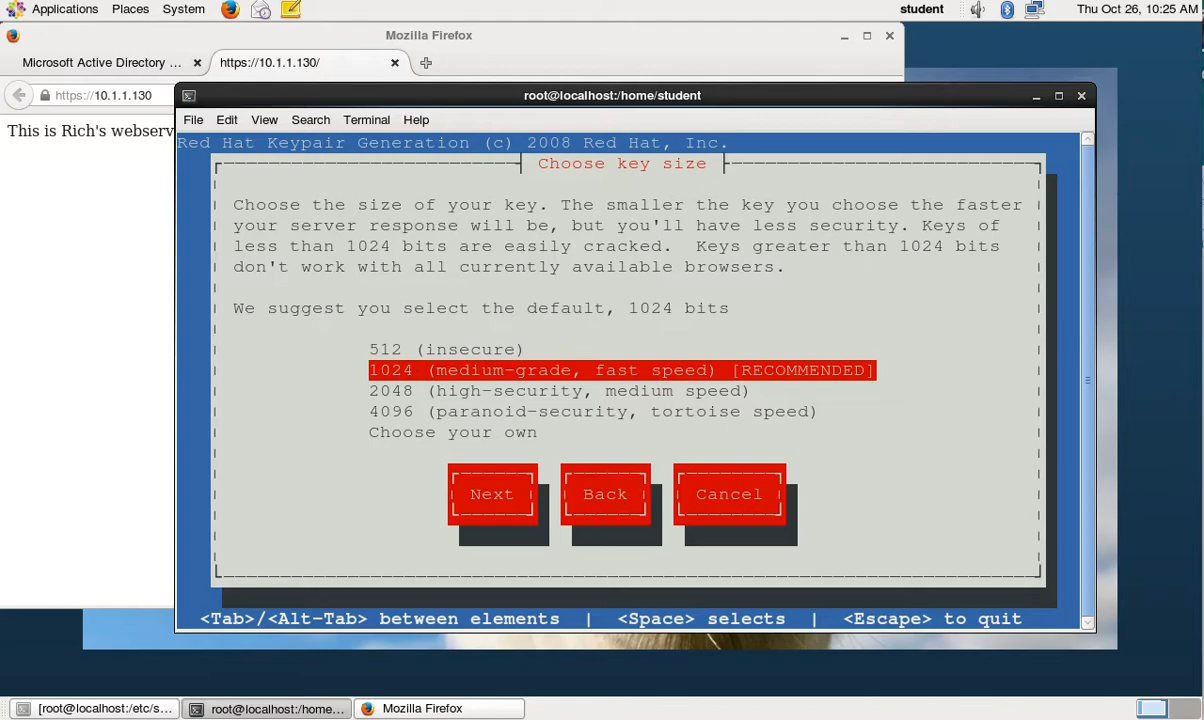 Applications Places System student Thu Oct 26, 10:25 AM
Mozilla Firefox
Microsoft Active Directory ... https://10.1.1.130/
https://10.1.1.130
This is Rich's webserv
root@localhost:/home/student
File Edit View Search Terminal Help
Red Hat Keypair Generation (c) 2008 Red Hat, Inc.
Choose key size
Choose the size of your key. The smaller the key you choose the faster
your server response will be, but you'll have less security. Keys of
less than 1024 bits are easily cracked.  Keys greater than 1024 bits
don't work with all currently available browsers.
We suggest you select the default, 1024 bits
512 (insecure)
1024 (medium-grade, fast speed) [RECOMMENDED]
2048 (high-security, medium speed)
4096 (paranoid-security, tortoise speed)
Choose your own
Next Back Cancel
<Tab>/<Alt-Tab> between elements | <Space> selects | <Escape> to quit
[root@localhost:/etc/s... root@localhost:/home... Mozilla Firefox